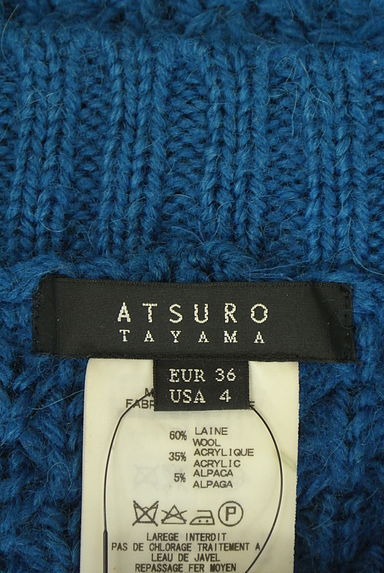 ATSURO
TAYAMA
EUR 36
USA 4
60% LAINE
WOOL
35% ACRYLIQUE
ACRYLIC
5% ALPACA
ALPAGA
P
LAREGE INTERDIT
PAS DE CHLORAGE TRAITEMENT A
LEAU DE JAVEL
REPASSAGE FER MOYEN